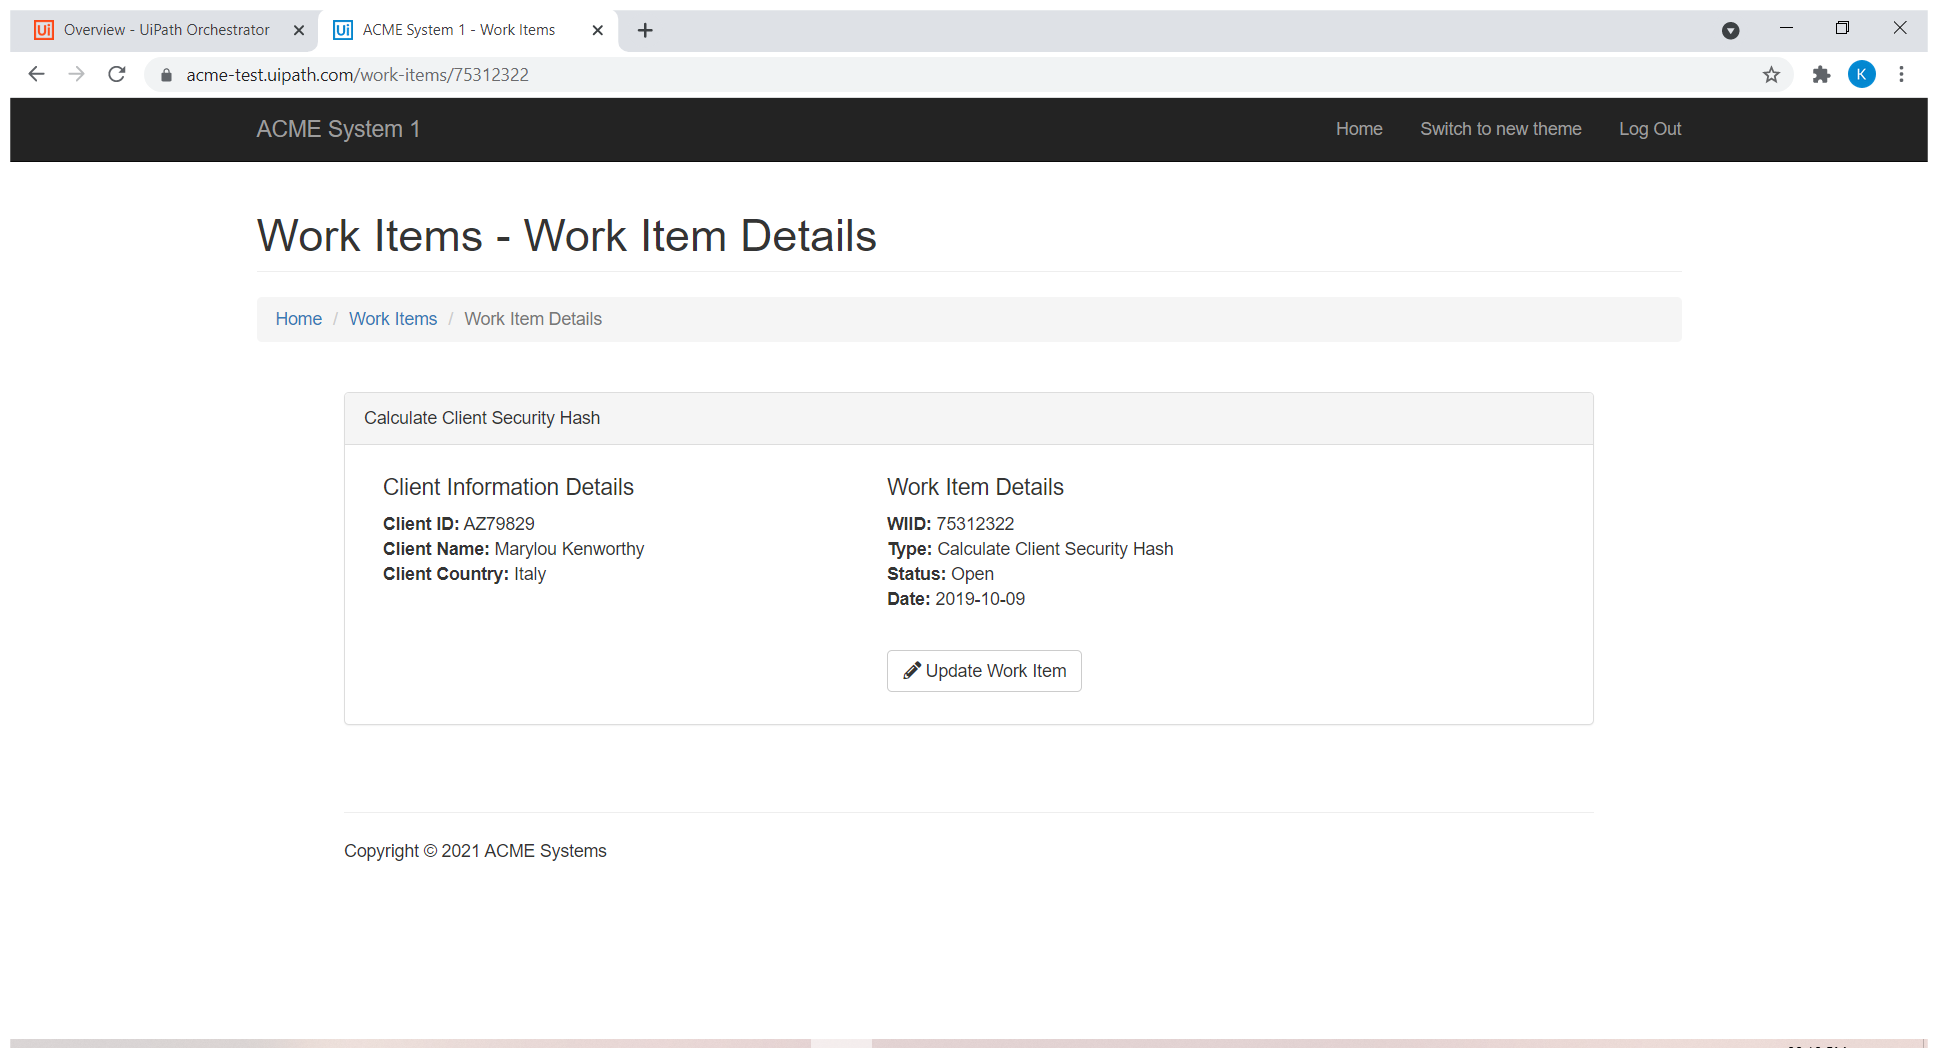 Ui Overview - UiPath Orchestrator Ui ACME System 1 - Work Items
acme-test.uipath.com/work-items/75312322 K
ACME System 1 Home Switch to new theme Log Out
Work Items - Work Item Details
Home / Work Items / Work Item Details
Calculate Client Security Hash
Client Information Details
Client ID: AZ79829
Client Name: Marylou Kenworthy
Client Country: Italy
Work Item Details
WIID: 75312322
Type: Calculate Client Security Hash
Status: Open
Date: 2019-10-09
Update Work Item
Copyright © 2021 ACME Systems